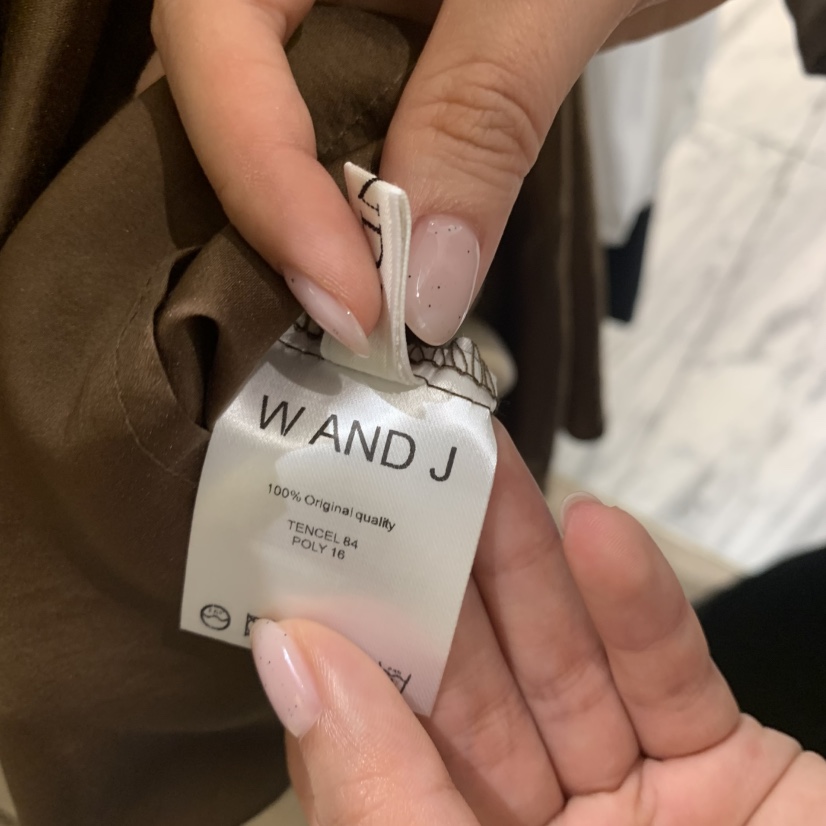 W AND J
100% Original quality
TENCEL 84
POLY 16